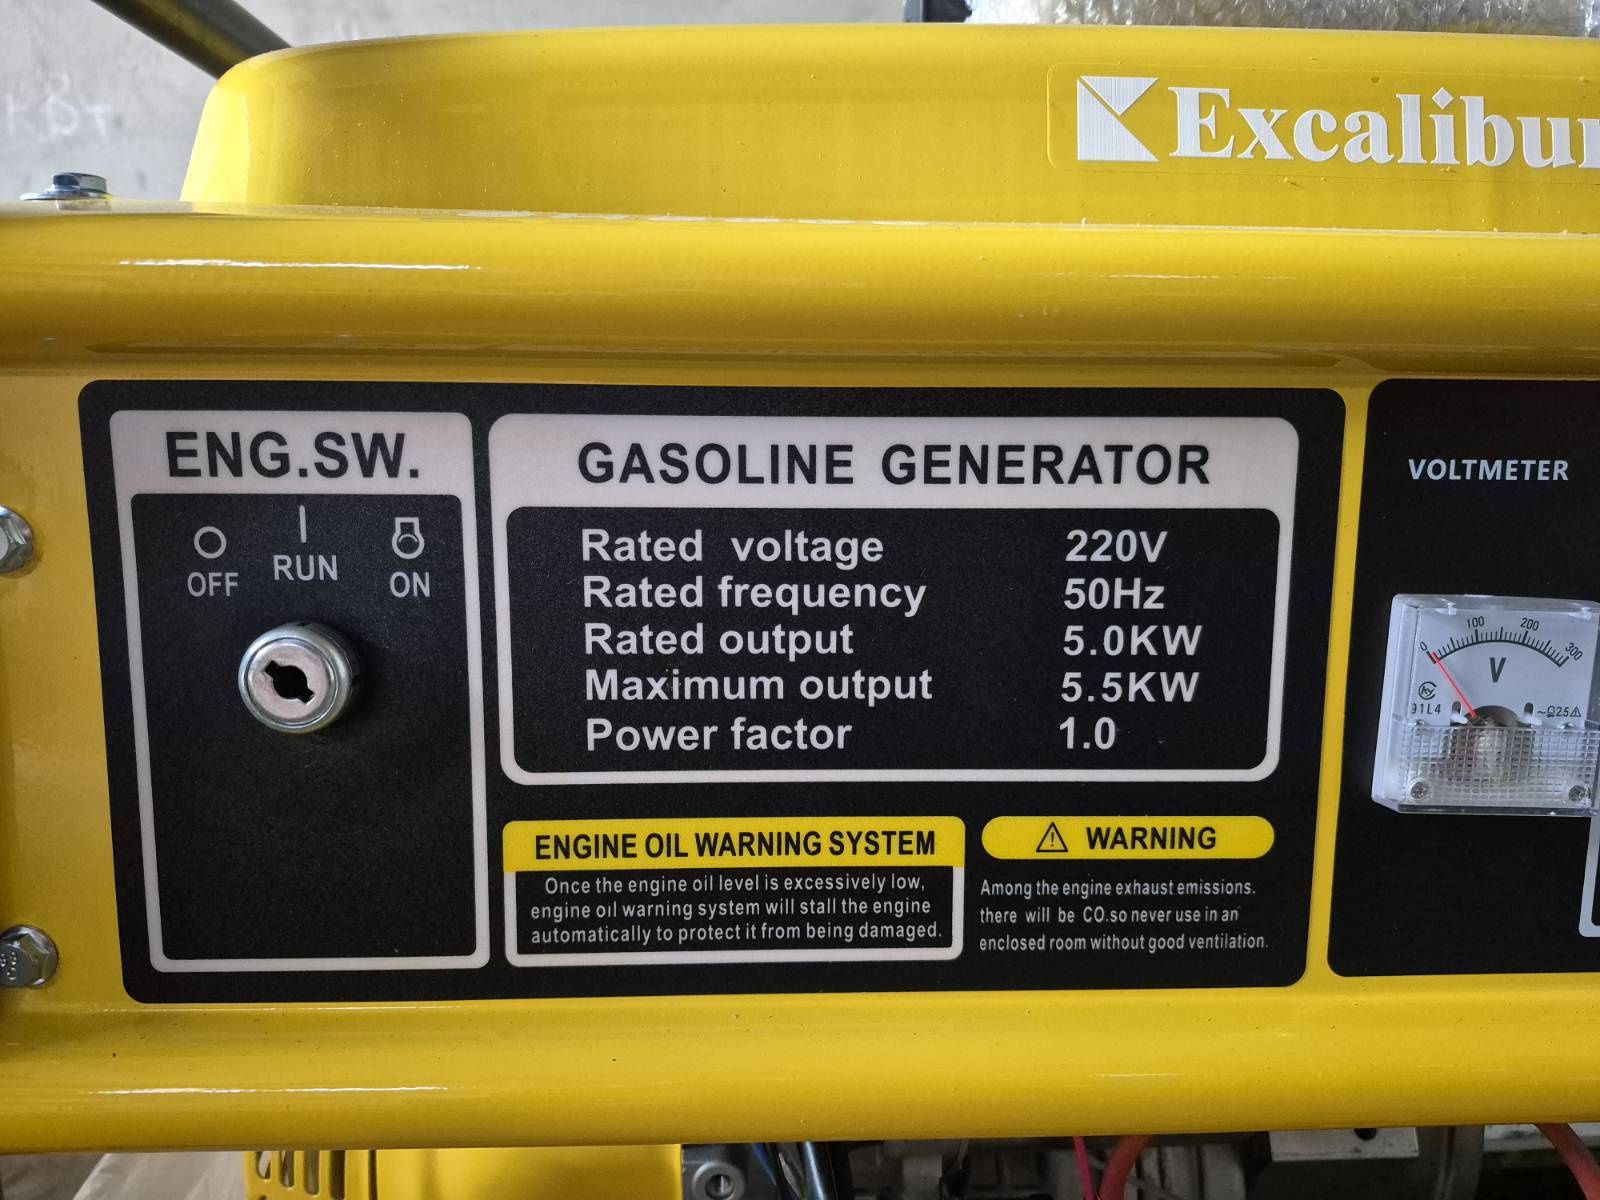 Excalibur
ENG.SW.
OFF
RUN
ON
GASOLINE GENERATOR
Rated voltage 220V
Rated frequency 50Hz
Rated output 5.0KW
Maximum output 5.5KW
Power factor 1.0
ENGINE OIL WARNING SYSTEM
Once the engine oil level is excessively low,
engine oil warning system will stall the engine
automatically to protect it from being damaged.
WARNING
Among the engine exhaust emissions.
there will be CO.so never use in an
enclosed room without good ventilation.
VOLTMETER
0 100 200 300
V
91L4
~ 2.5